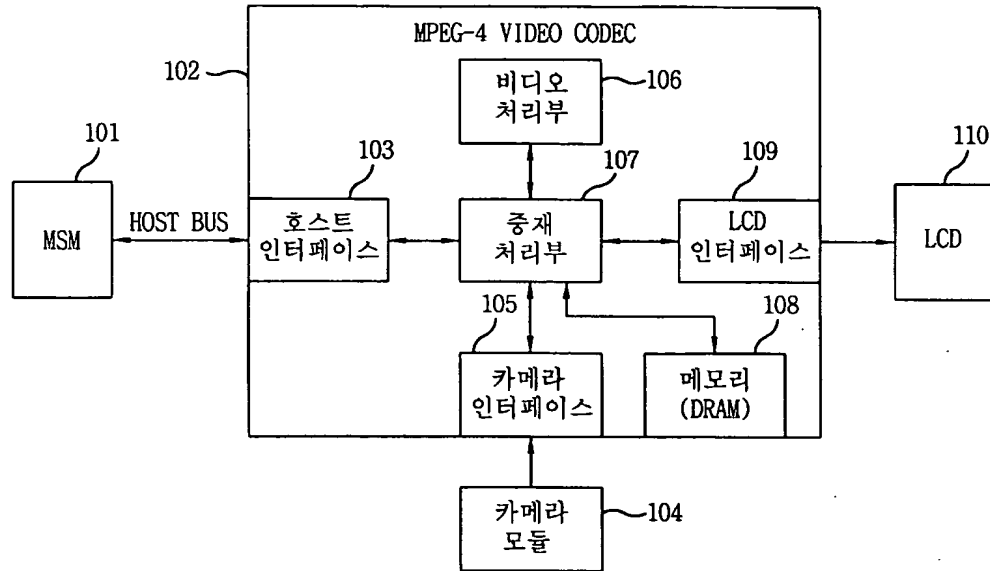 MPEG-4 VIDEO CODEC
102
비디오
처리부
106
101
103
107
109
110
MSM
HOST BUS
호스트
인터페이스
중재
처리부
LCD
인터페이스
LCD
105
108
카메라
인터페이스
메모리
(DRAM)
카메라
모듈
104